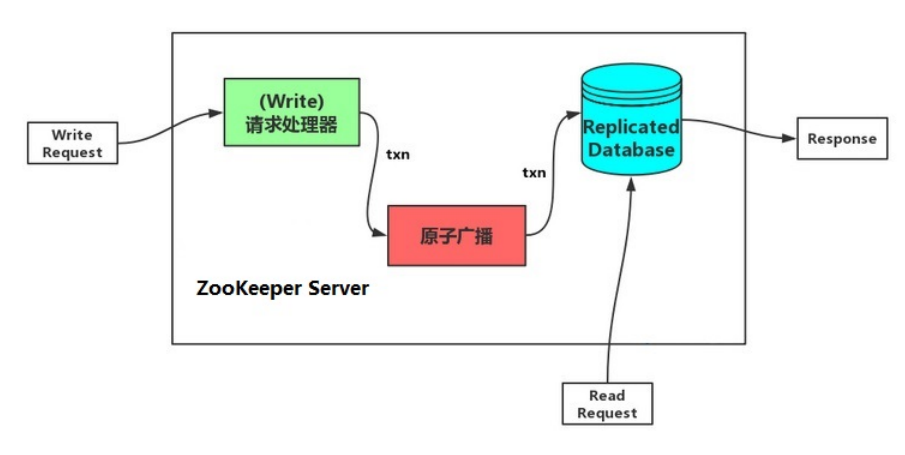 (Write)
请求处理器
Write
Request
txn
原子广播
txn
Replicated
Database
Response
ZooKeeper Server
Read
Request